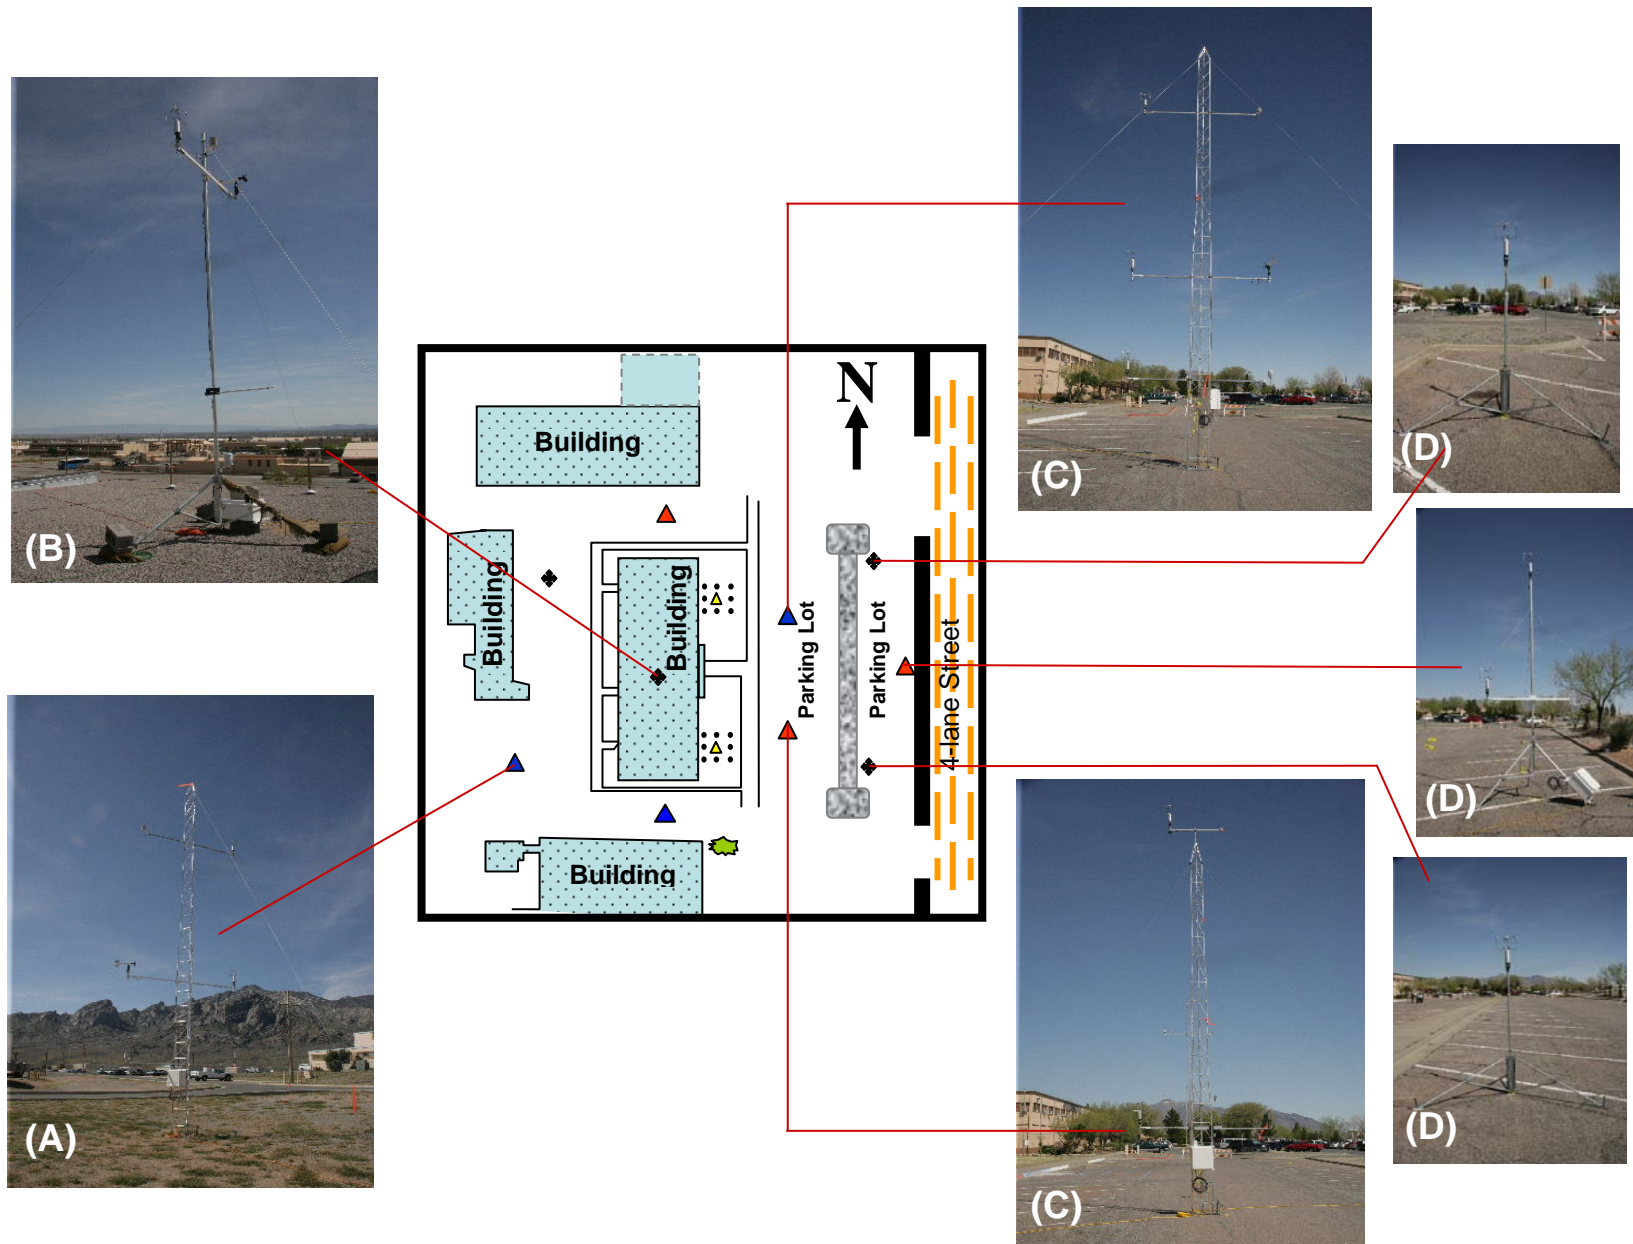 (B)
(A)
Building
Building
Building
Building
N
Parking Lot
Parking Lot
4-lane Street
(C)
(D)
(D)
(C)
(D)